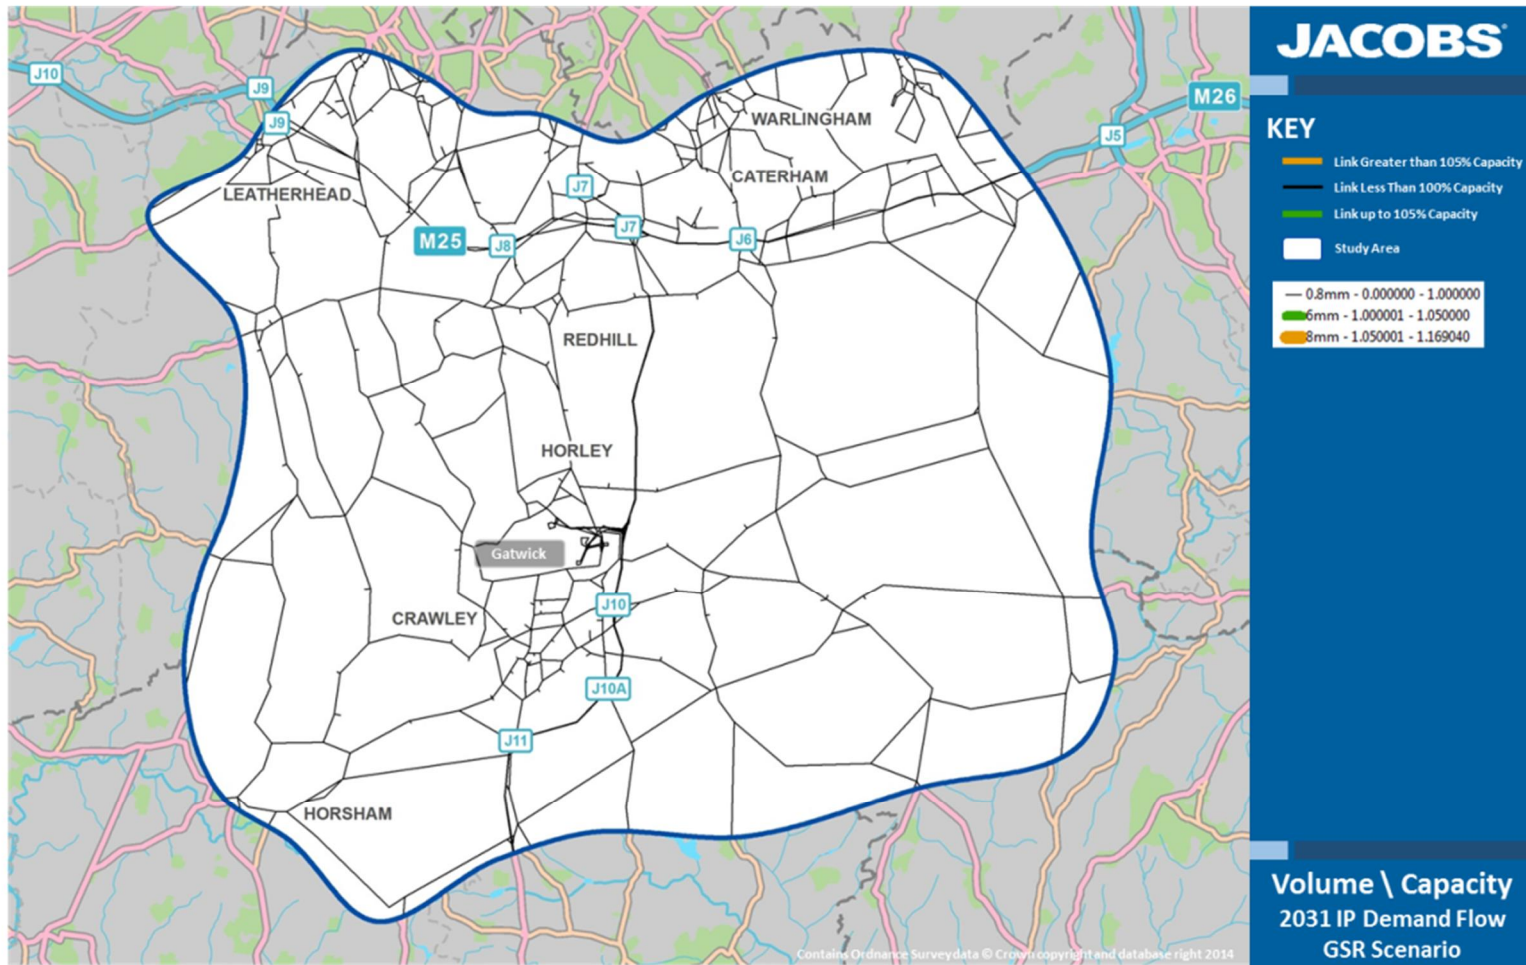 JACOBS
J10
J9
J9
M26
J5
WARLINGHAM
KEY
Link Greater than 105% Capacity
CATERHAM
J7
LEATHERHEAD
Link Less Than 100% Capacity
Link up to 105% Capacity
J7
M25
J8
J6
Study Area
0.8mm - 0.000000 - 1.000000
6mm - 1.000001 - 1.050000
8mm - 1.050001 - 1.169040
REDHILL
HORLEY
Gatwick
J10
CRAWLEY
J10A
J11
HORSHAM
Volume \ Capacity
2031 IP Demand Flow
GSR Scenario
Contains Ordnance Survey data © Crown copyright and database right 2014